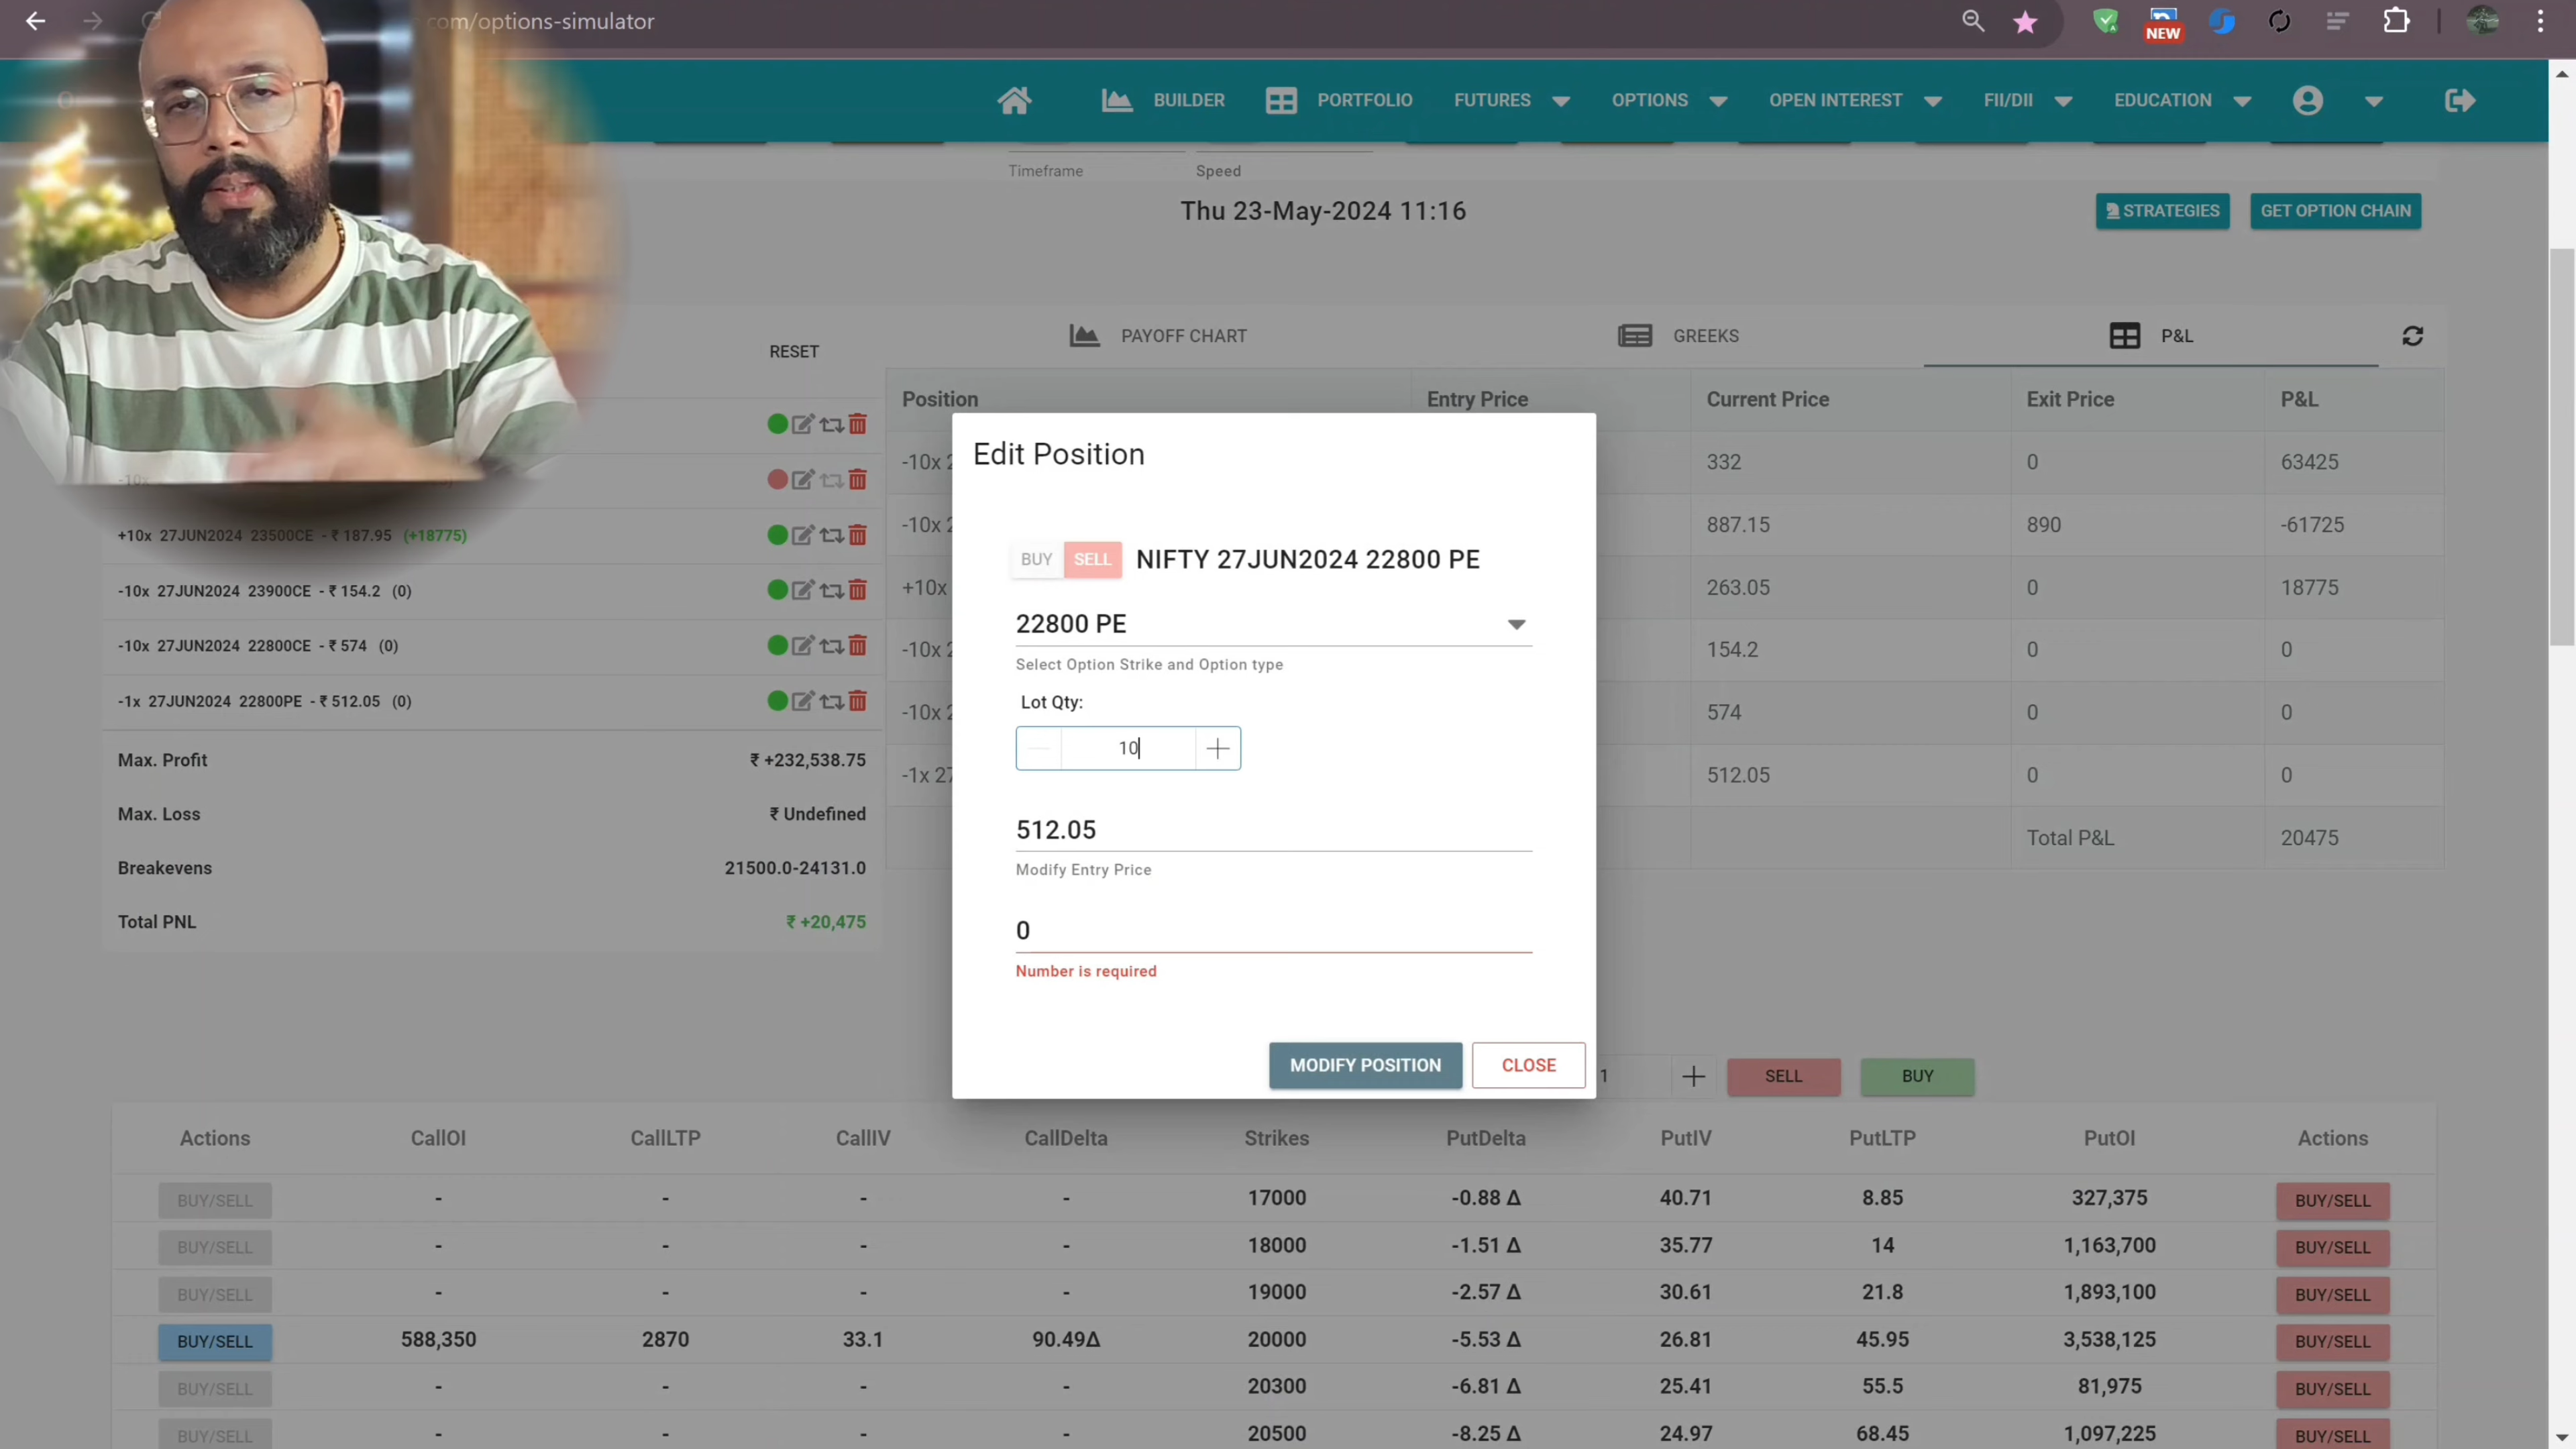 com/options-simulator
NEW
BUILDER PORTFOLIO FUTURES OPTIONS OPEN INTEREST FII/DII EDUCATION
Timeframe Speed
Thu 23-May-2024 11:16
STRATEGIES GET OPTION CHAIN
RESET
PAYOFF CHART GREEKS P&L
Position Entry Price Current Price Exit Price P&L
-10x 2 332 0 63425
-10x 2 887.15 890 -61725
+10x 263.05 0 18775
-10x 2 154.2 0 0
-10x 2 574 0 0
-1x 27 512.05 0 0
Total P&L 20475
-10x
+10x 27JUN2024 23500CE - ₹ 187.95 (+18775)
-10x 27JUN2024 23900CE - ₹ 154.2 (0)
-10x 27JUN2024 22800CE - ₹ 574 (0)
-1x 27JUN2024 22800PE - ₹ 512.05 (0)
Max. Profit ₹ +232,538.75
Max. Loss ₹ Undefined
Breakevens 21500.0-24131.0
Total PNL ₹ +20,475
Edit Position
BUY SELL NIFTY 27JUN2024 22800 PE
22800 PE
Select Option Strike and Option type
Lot Qty:
10
512.05
Modify Entry Price
0
Number is required
MODIFY POSITION CLOSE
1 SELL BUY
Actions CallOI CallLTP CallIV CallDelta Strikes PutDelta PutIV PutLTP PutOI Actions
BUY/SELL - - - - 17000 -0.88 Δ 40.71 8.85 327,375 BUY/SELL
BUY/SELL - - - - 18000 -1.51 Δ 35.77 14 1,163,700 BUY/SELL
BUY/SELL - - - - 19000 -2.57 Δ 30.61 21.8 1,893,100 BUY/SELL
BUY/SELL 588,350 2870 33.1 90.49Δ 20000 -5.53 Δ 26.81 45.95 3,538,125 BUY/SELL
BUY/SELL - - - - 20300 -6.81 Δ 25.41 55.5 81,975 BUY/SELL
BUY/SELL - - - - 20500 -8.25 Δ 24.97 68.45 1,097,225 BUY/SELL